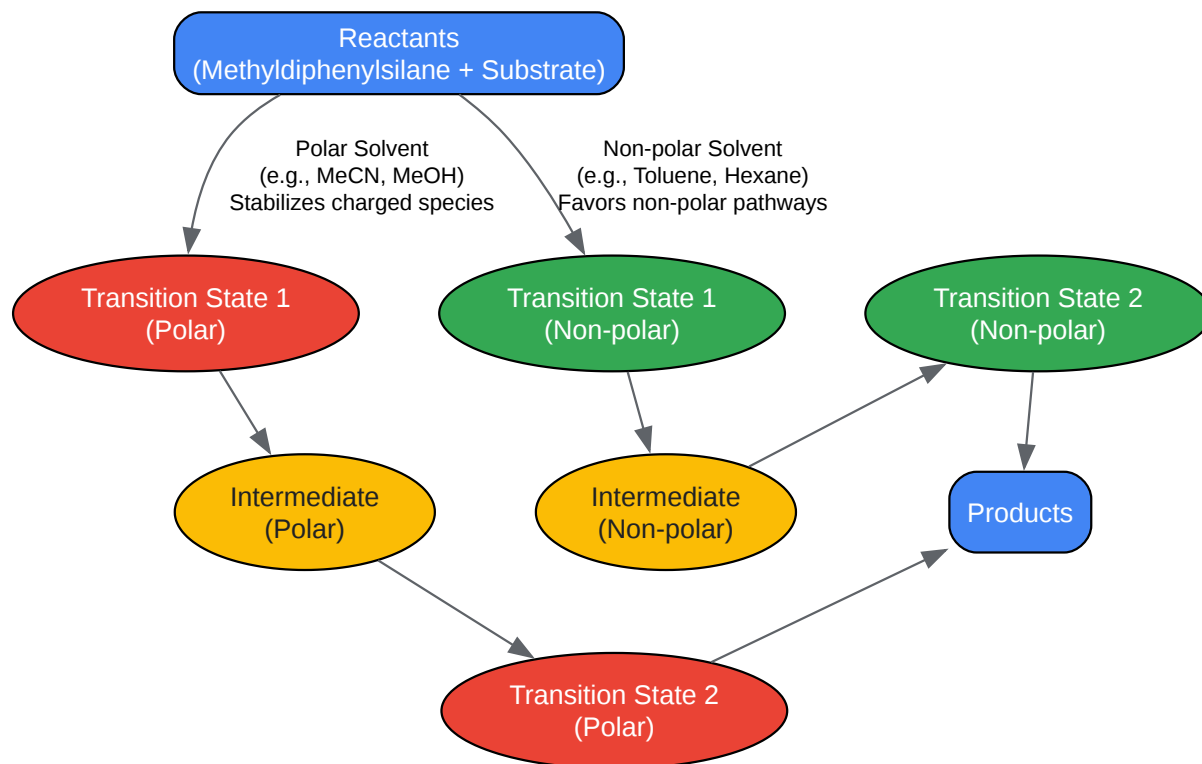 Reactants
(Methyldiphenylsilane + Substrate)
Polar Solvent
(e.g., MeCN, MeOH)
Stabilizes charged species
Non-polar Solvent
(e.g., Toluene, Hexane)
Favors non-polar pathways
Transition State 1
(Polar)
Transition State 1
(Non-polar)
Transition State 2
(Non-polar)
Intermediate
(Polar)
Intermediate
(Non-polar)
Products
Transition State 2
(Polar)